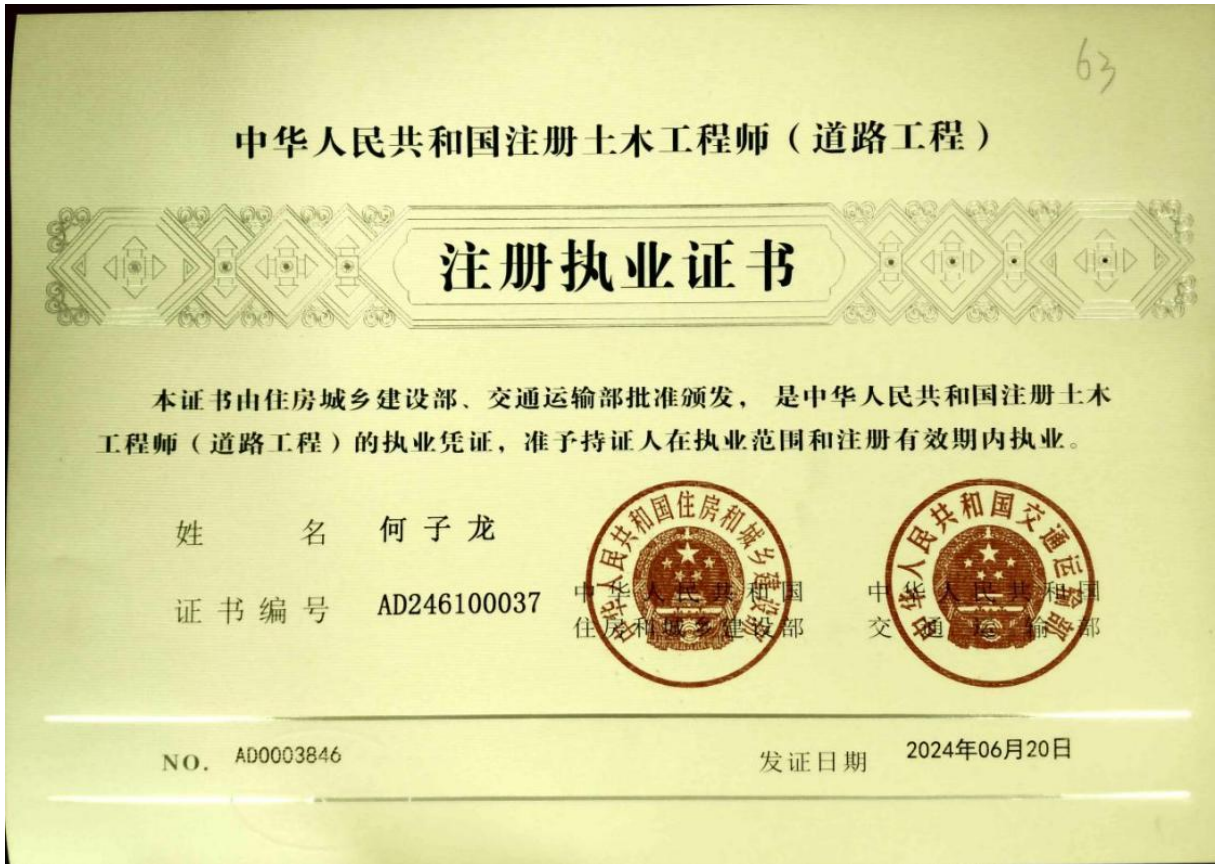 63
中华人民共和国注册土木工程师（道路工程）
注册执业证书
本证书由住房城乡建设部、交通运输部批准颁发，是中华人民共和国注册土木
工程师（道路工程）的执业凭证，准予持证人在执业范围和注册有效期内执业。
姓名 何子龙
证书编号 AD246100037
中华人民共和国住房和城乡建设部
中华人民共和国
住房和城乡建设部
中华人民共和国交通运输部
中华人民共和国
交通运输部
NO. AD0003846
发证日期 2024年06月20日